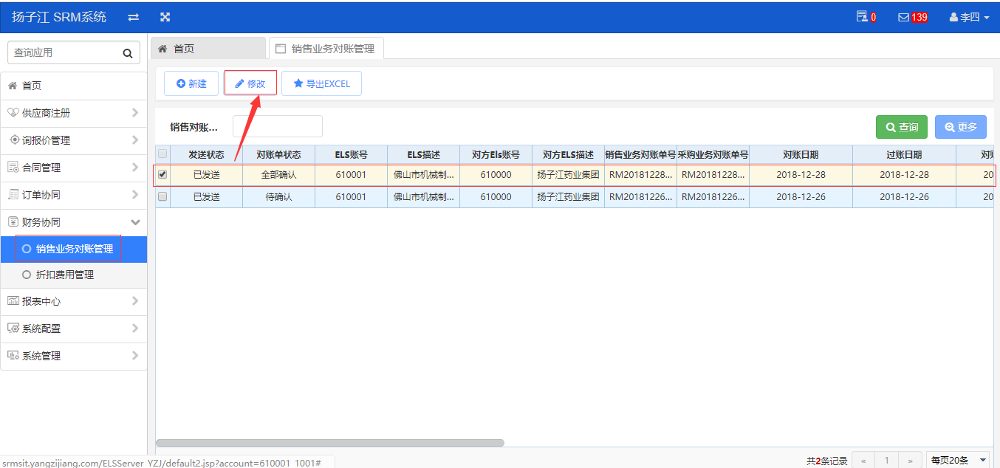 扬子江 SRM系统
0
139
李四
查询应用
首页
供应商注册
询报价管理
合同管理
订单协同
财务协同
销售业务对账管理
折扣费用管理
报表中心
系统配置
系统管理
首页 销售业务对账管理
新建 修改 导出EXCEL
销售对账... 查询 更多
发送状态 对账单状态 ELS账号 ELS描述 对方Els账号 对方ELS描述 销售业务对账单号 采购业务对账单号 对账日期 过账日期 对账
已发送 全部确认 610001 佛山市机械制... 610000 扬子江药业集团 RM20181228... RM20181228... 2018-12-28 2018-12-28 20
已发送 待确认 610001 佛山市机械制... 610000 扬子江药业集团 RM20181226... RM20181226... 2018-12-26 2018-12-26 20
共2条记录 « 1 » 每页20条
srmsit.yangzijiang.com/ELSServer_YZJ/default2.jsp?account=610001_1001#